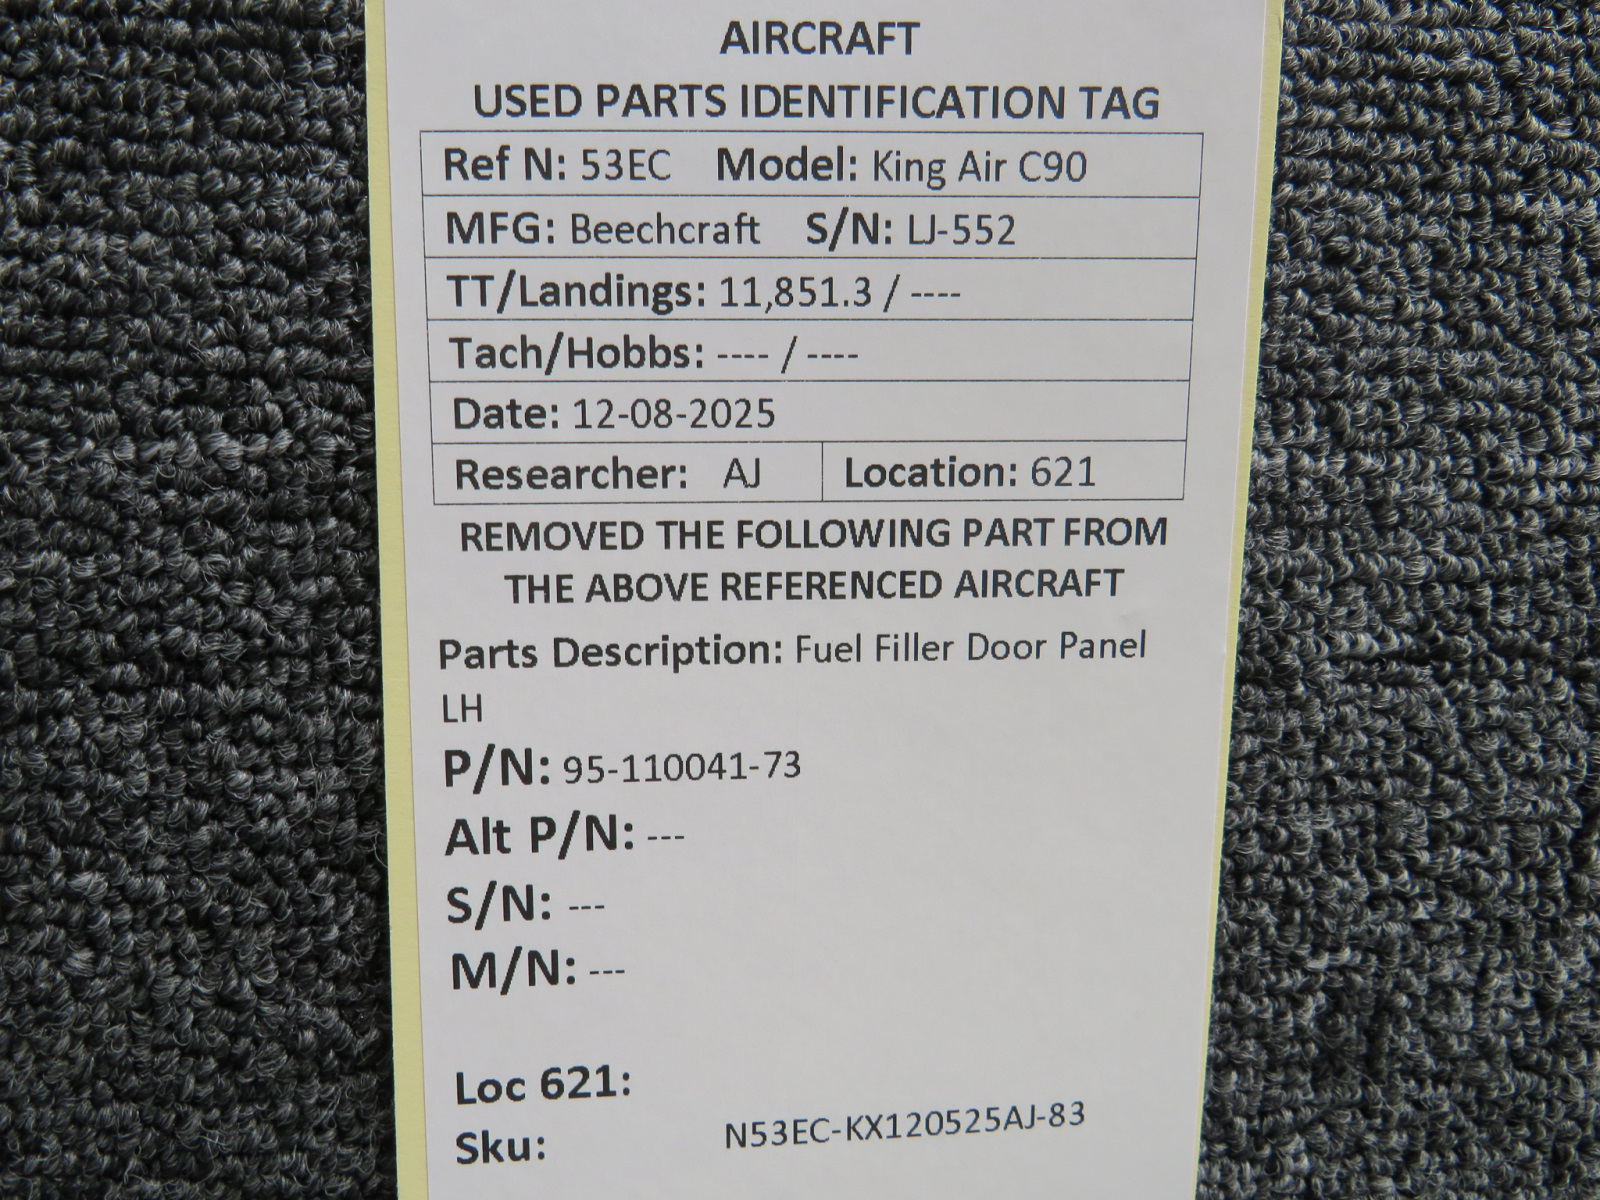 AIRCRAFT
USED PARTS IDENTIFICATION TAG
Ref N: 53EC Model: King Air C90
MFG: Beechcraft S/N: LJ-552
TT/Landings: 11,851.3 / ----
Tach/Hobbs: ---- / ----
Date: 12-08-2025
Researcher: AJ Location: 621
REMOVED THE FOLLOWING PART FROM
THE ABOVE REFERENCED AIRCRAFT
Parts Description: Fuel Filler Door Panel
LH
P/N: 95-110041-73
Alt P/N: ---
S/N: ---
M/N: ---
Loc 621:
Sku: N53EC-KX120525AJ-83